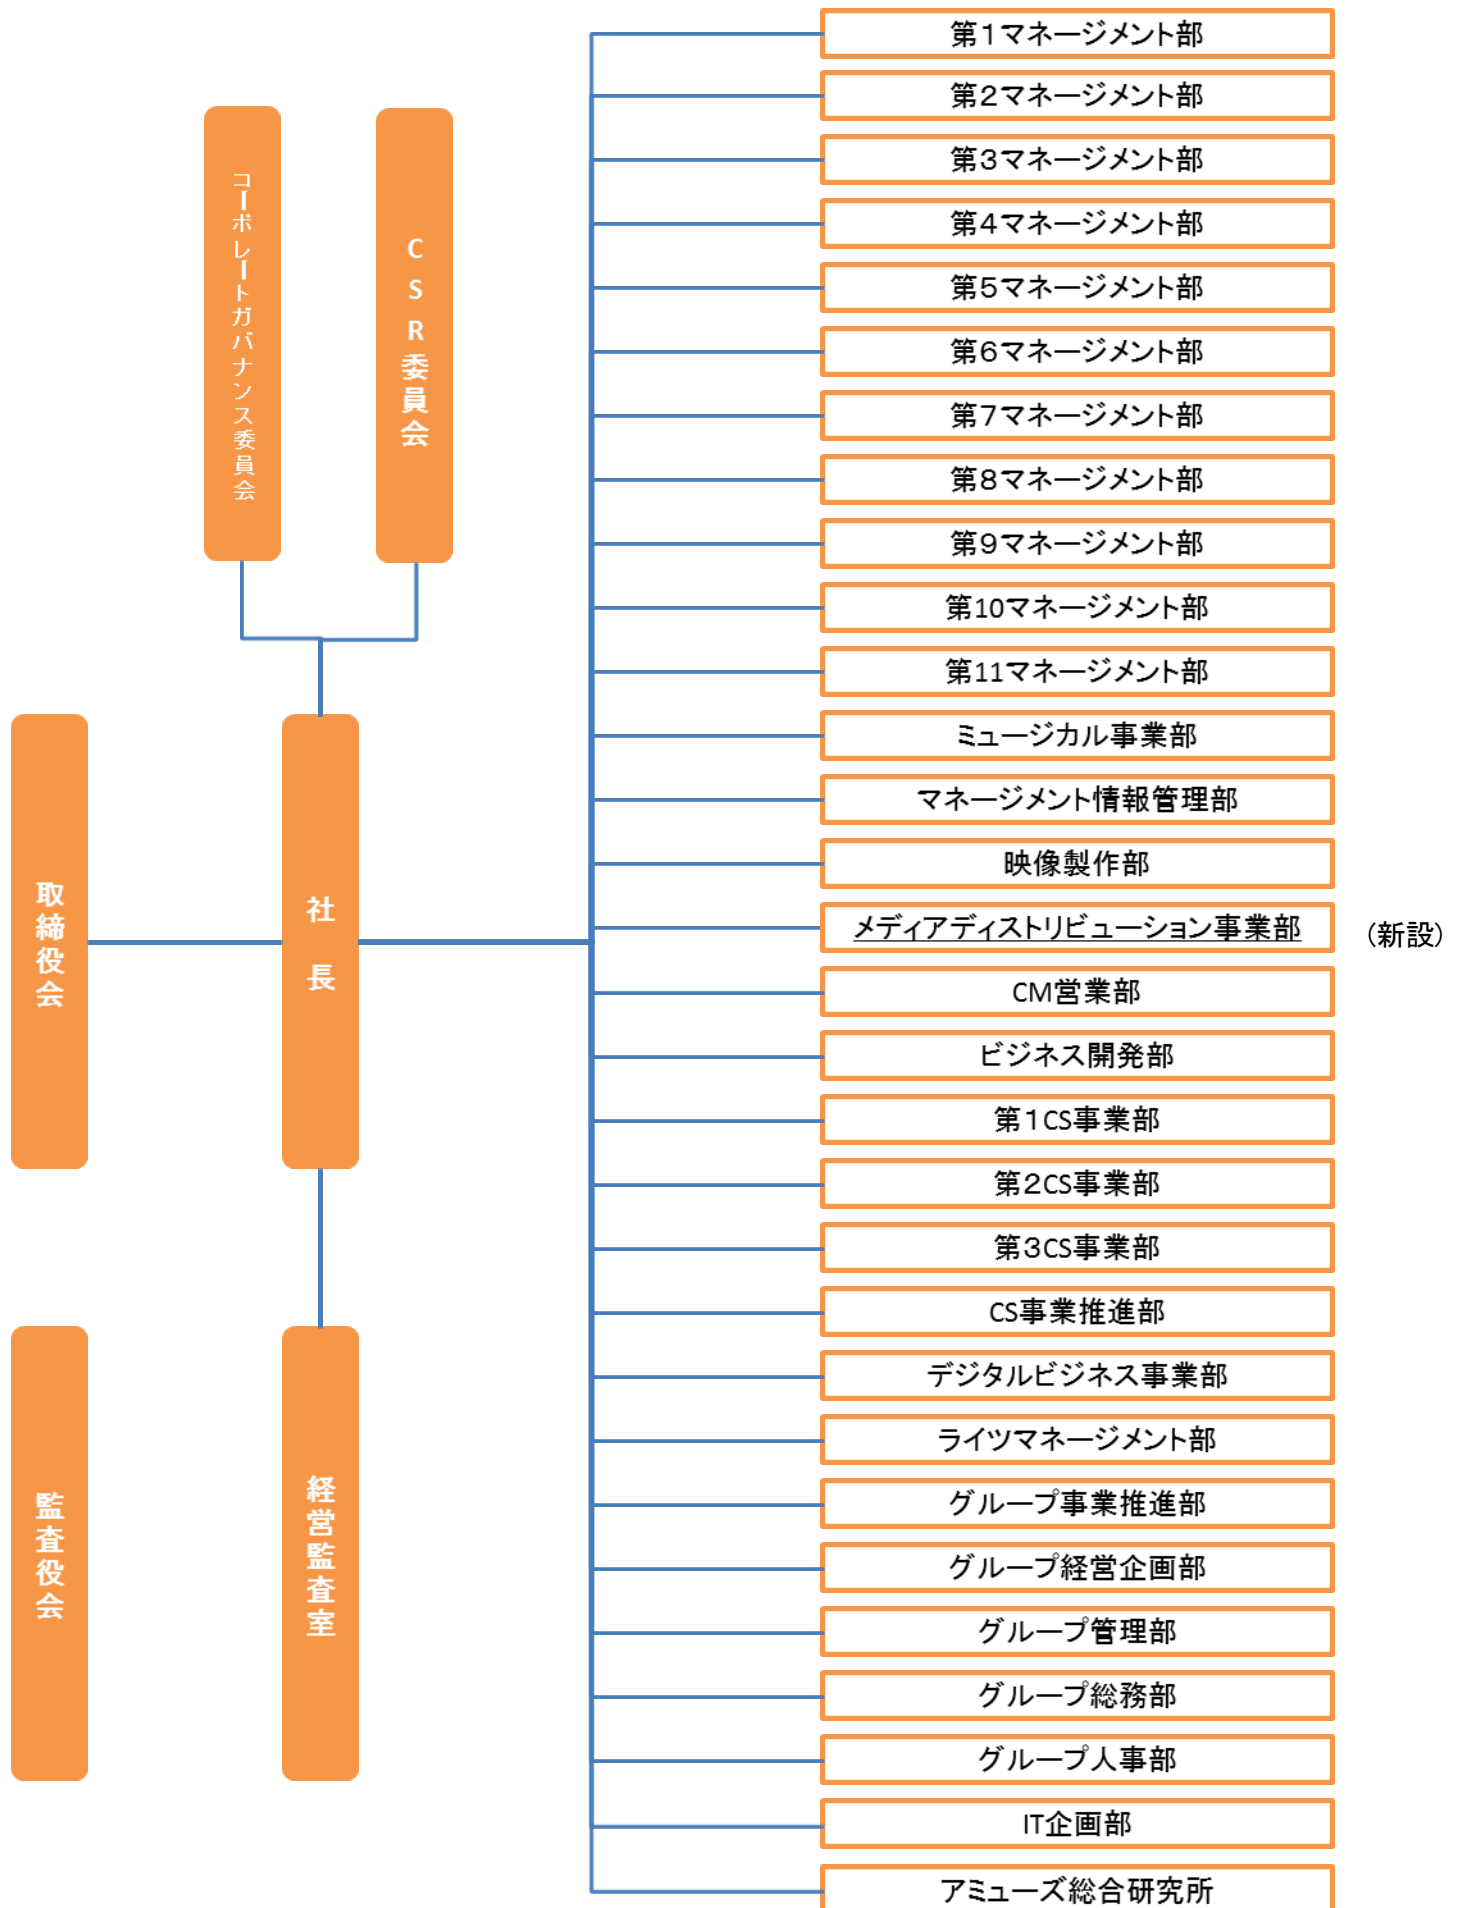 コーポレートガバナンス委員会
CSR委員会
取締役会
社長
監査役会
経営監査室
第1マネージメント部
第2マネージメント部
第3マネージメント部
第4マネージメント部
第5マネージメント部
第6マネージメント部
第7マネージメント部
第8マネージメント部
第9マネージメント部
第10マネージメント部
第11マネージメント部
ミュージカル事業部
マネージメント情報管理部
映像製作部
メディアディストリビューション事業部 (新設)
CM営業部
ビジネス開発部
第1CS事業部
第2CS事業部
第3CS事業部
CS事業推進部
デジタルビジネス事業部
ライツマネージメント部
グループ事業推進部
グループ経営企画部
グループ管理部
グループ総務部
グループ人事部
IT企画部
アミューズ総合研究所